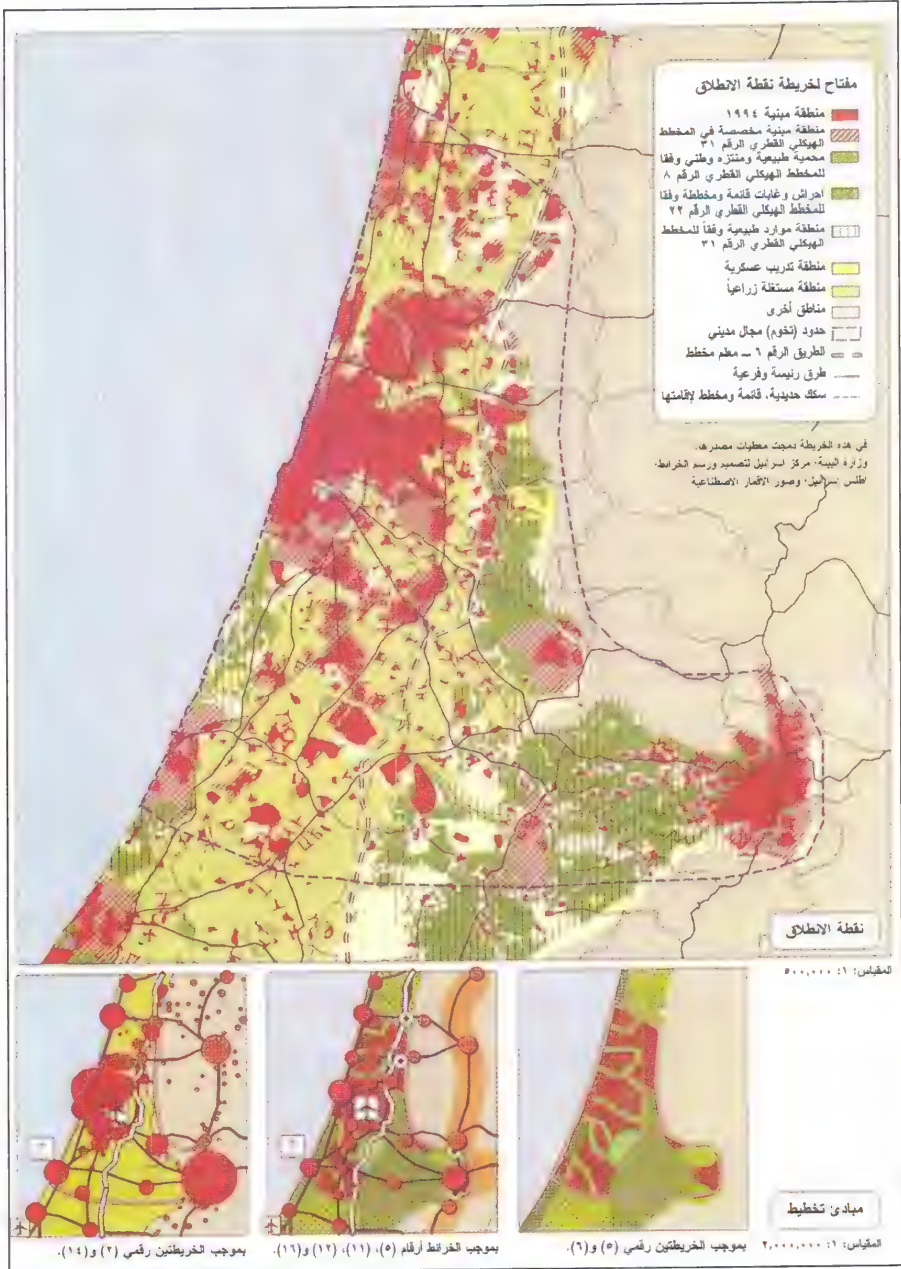 مفتاح لخريطة نقطة الانطلاق
منطقة مبنية ١٩٩٤
منطقة مبنية مخصصة في المخطط
الهيكلي القطري الرقم ٣١
محمية طبيعية ومنتزه وطني وفقا
للمخطط الهيكلي القطري الرقم ٨
أحراش وغابات قائمة ومخططة وفقا
للمخطط الهيكلي القطري الرقم ٢٢
منطقة موارد طبيعية وفقاً للمخطط
الهيكلي القطري الرقم ٣١
منطقة تدريب عسكرية
منطقة مستغلة زراعياً
مناطق أخرى
حدود (تخوم) مجال مديني
الطريق الرقم ٦ ــ معلم مخطط
طرق رئيسة وفرعية
سكك حديدية، قائمة ومخطط لإقامتها
في هذه الخريطة دمجت معطيات مصدرها:
وزارة البيئة، مركز اسرائيل لتصميم ورسم الخرائط،
اطلس إسرائيل، وصور الاقمار الاصطناعية
نقطة الانطلاق
المقياس: ١: ٥٠٠,٠٠٠
مبادئ تخطيط
المقياس: ١: ٢,٠٠٠,٠٠٠
بموجب الخريطتين رقمي (٥) و(٦).
بموجب الخرائط أرقام (٥)، (١١)، (١٢) و(١٦).
بموجب الخريطتين رقمي (٢) و(١٤).